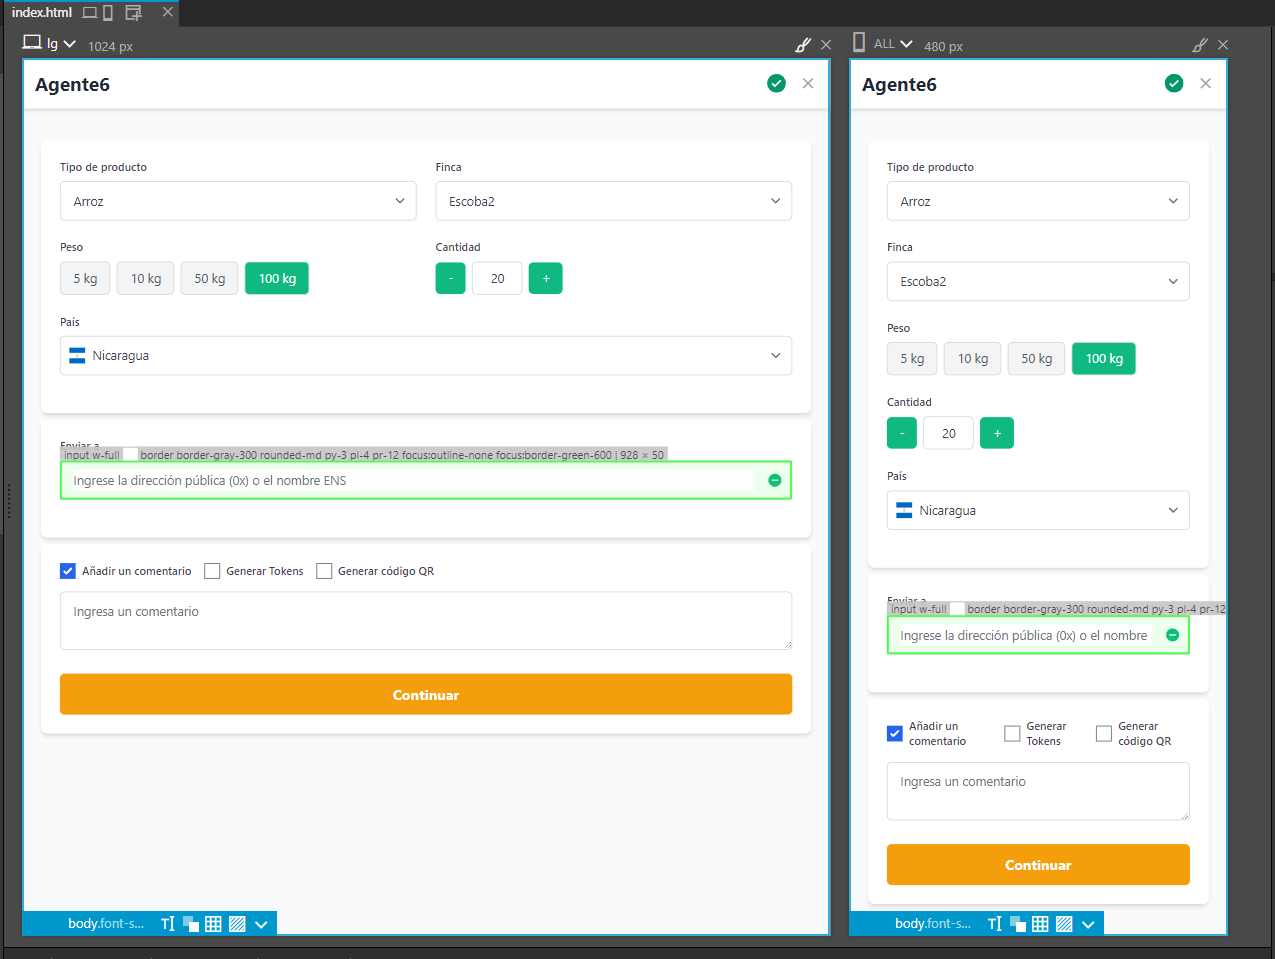 index.html
lg 1024 px
Agente6
Tipo de producto
Finca
Arroz
Escoba2
Peso
Cantidad
5 kg 10 kg 50 kg 100 kg
- 20 +
País
Nicaragua
Enviar a
input w-full border border-gray-300 rounded-md py-3 pl-4 pr-12 focus:outline-none focus:border-green-600 | 928 × 50
Ingrese la dirección pública (0x) o el nombre ENS
Añadir un comentario Generar Tokens Generar código QR
Ingresa un comentario
Continuar
body.font-s...
ALL 480 px
Agente6
Tipo de producto
Arroz
Finca
Escoba2
Peso
5 kg 10 kg 50 kg 100 kg
Cantidad
- 20 +
País
Nicaragua
Enviar a
input w-full border border-gray-300 rounded-md py-3 pl-4 pr-12
Ingrese la dirección pública (0x) o el nombre
Añadir un comentario
Generar Tokens
Generar código QR
Ingresa un comentario
Continuar
body.font-s...